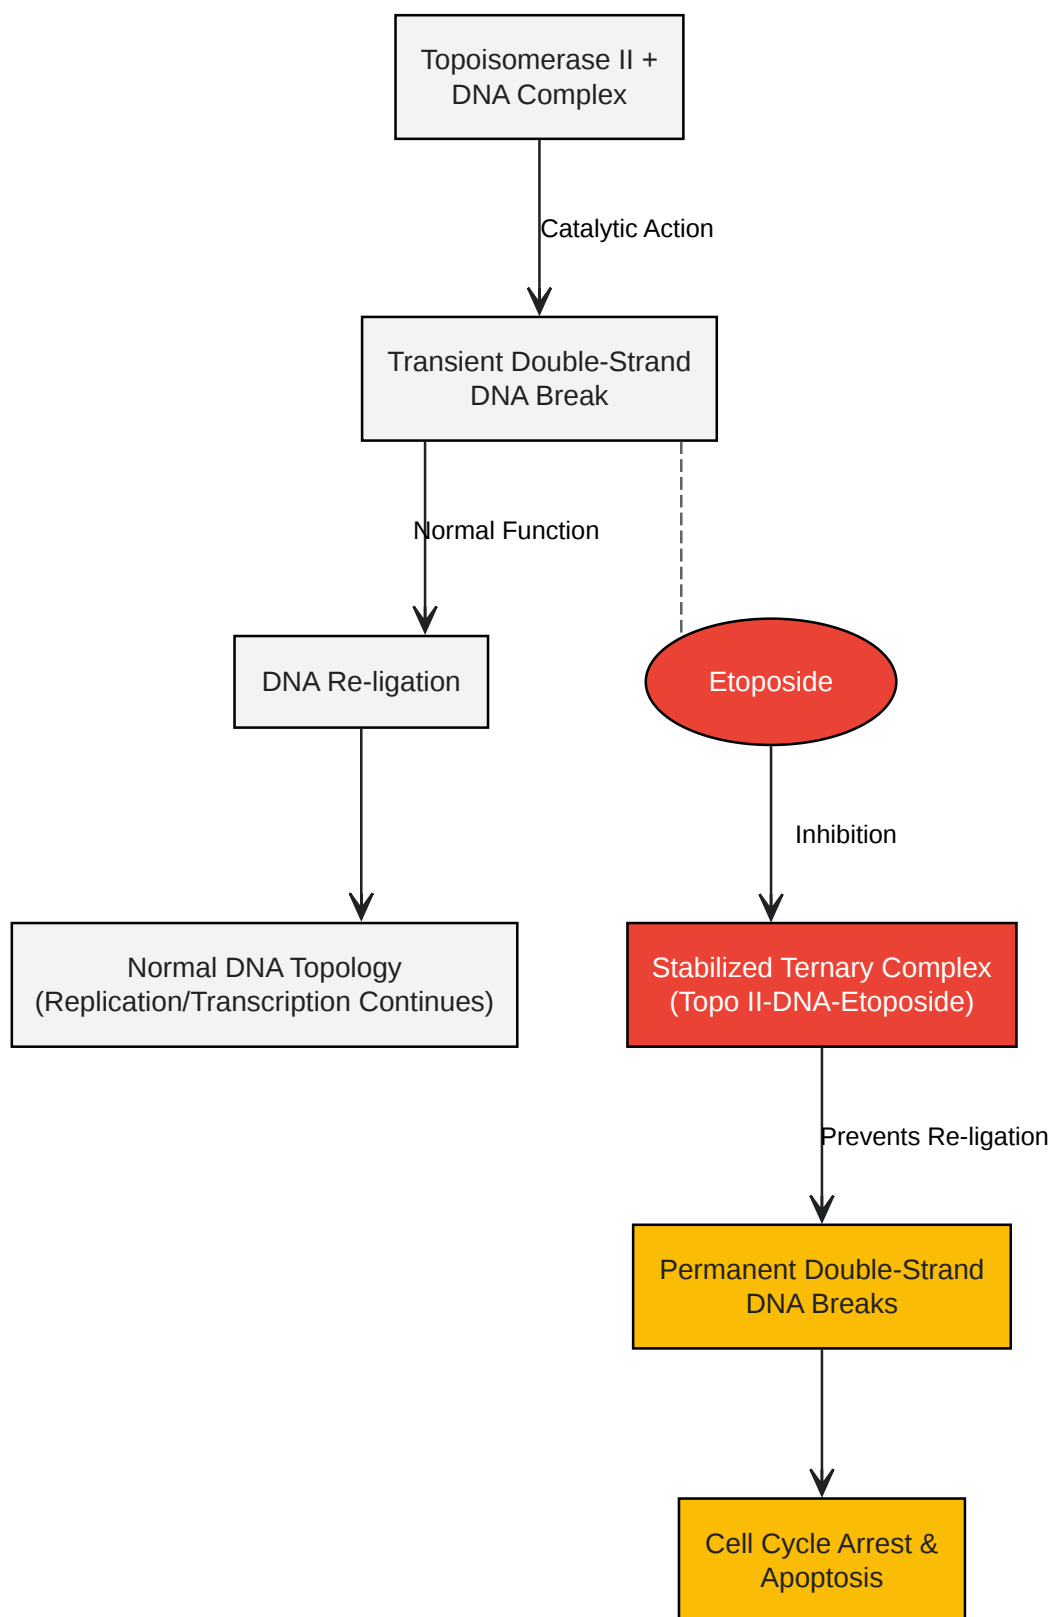 Topoisomerase II +
DNA Complex
Catalytic Action
Transient Double-Strand
DNA Break
Normal Function
DNA Re-ligation
Etoposide
Inhibition
Normal DNA Topology
(Replication/Transcription Continues)
Stabilized Ternary Complex
(Topo II-DNA-Etoposide)
Prevents Re-ligation
Permanent Double-Strand
DNA Breaks
Cell Cycle Arrest &
Apoptosis